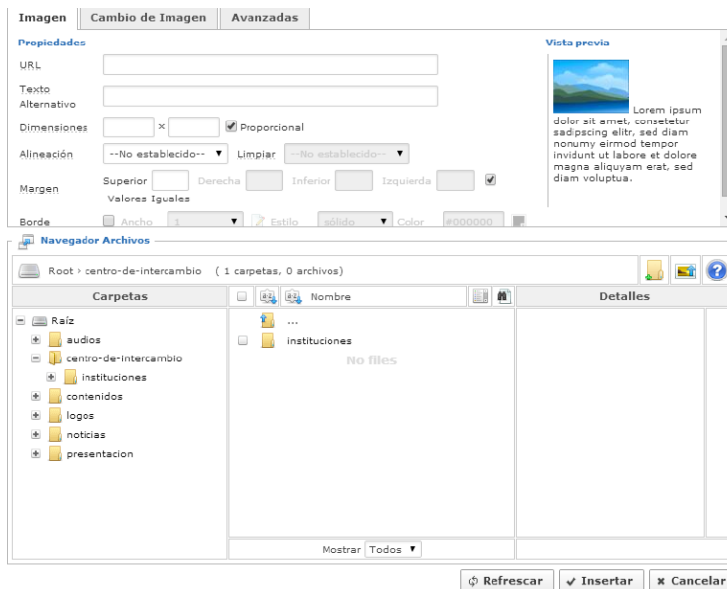 Imagen Cambio de Imagen Avanzadas
Propiedades
URL
Texto
Alternativo
Dimensiones × Proporcional
Alineación --No establecido-- Limpiar --No establecido--
Margen Superior Derecha Inferior Izquierda
Valores Iguales
Borde Ancho 1 Estilo sólido Color #000000
Vista previa
Lorem ipsum
dolor sit amet, consetetur
sadipscing elitr, sed diam
nonumy eirmod tempor
invidunt ut labore et dolore
magna aliquyam erat, sed
diam voluptua.
Navegador Archivos
Root › centro-de-intercambio ( 1 carpetas, 0 archivos)
Carpetas Nombre Detalles
Raíz
audios
centro-de-intercambio
instituciones
contenidos
logos
noticias
presentacion
...
instituciones
No files
Mostrar Todos
Refrescar Insertar Cancelar